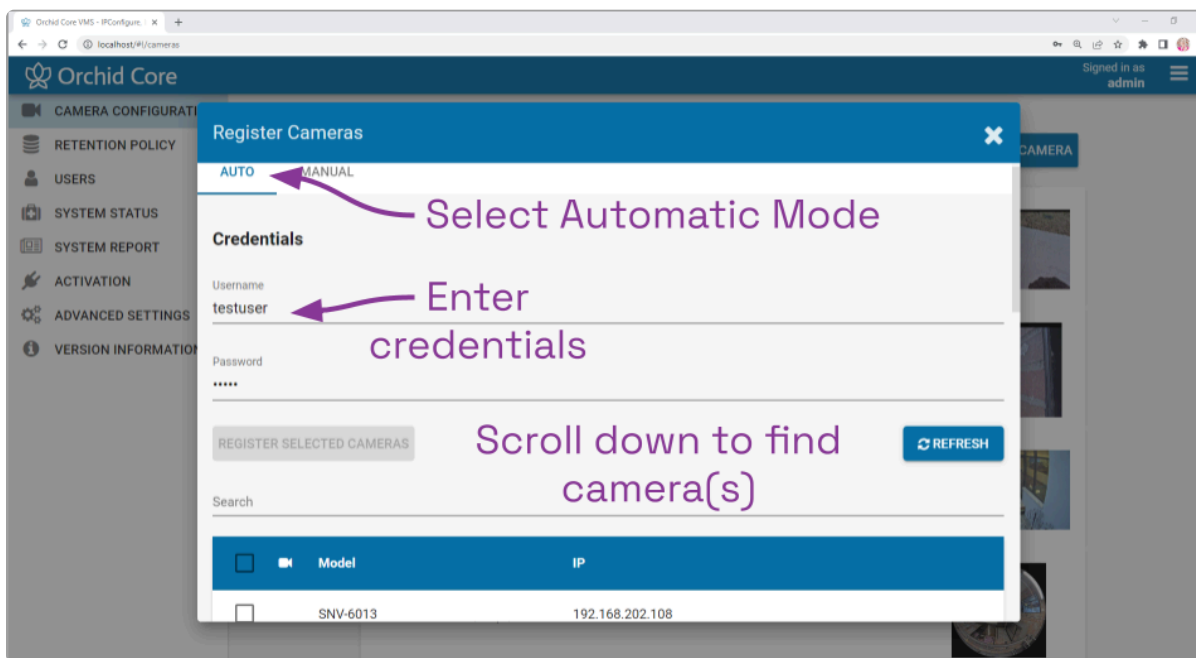 Orchid Core VMS - IPConfigure, I
localhost/#!/cameras
Orchid Core
Signed in as
admin
CAMERA CONFIGURATI
RETENTION POLICY
USERS
SYSTEM STATUS
SYSTEM REPORT
ACTIVATION
ADVANCED SETTINGS
VERSION INFORMATION
CAMERA
Register Cameras
AUTO MANUAL
Select Automatic Mode
Credentials
Username
testuser
Enter
credentials
Password
•••••
REGISTER SELECTED CAMERAS
REFRESH
Scroll down to find
camera(s)
Search
Model IP
SNV-6013 192.168.202.108